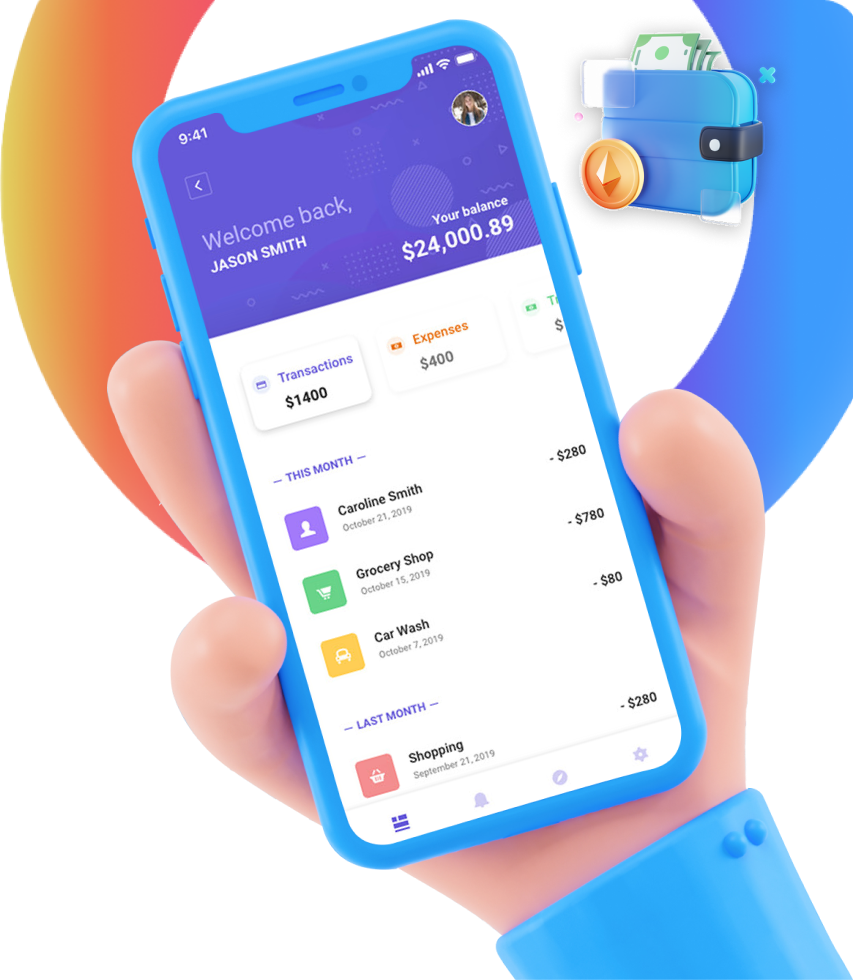 9:41
Welcome back,
JASON SMITH
Your balance
$24,000.89
Transactions
$1400
Expenses
$400
— THIS MONTH —
Caroline Smith
October 21, 2019
- $280
Grocery Shop
October 15, 2019
- $780
Car Wash
October 7, 2019
- $80
— LAST MONTH —
Shopping
September 21, 2019
- $280